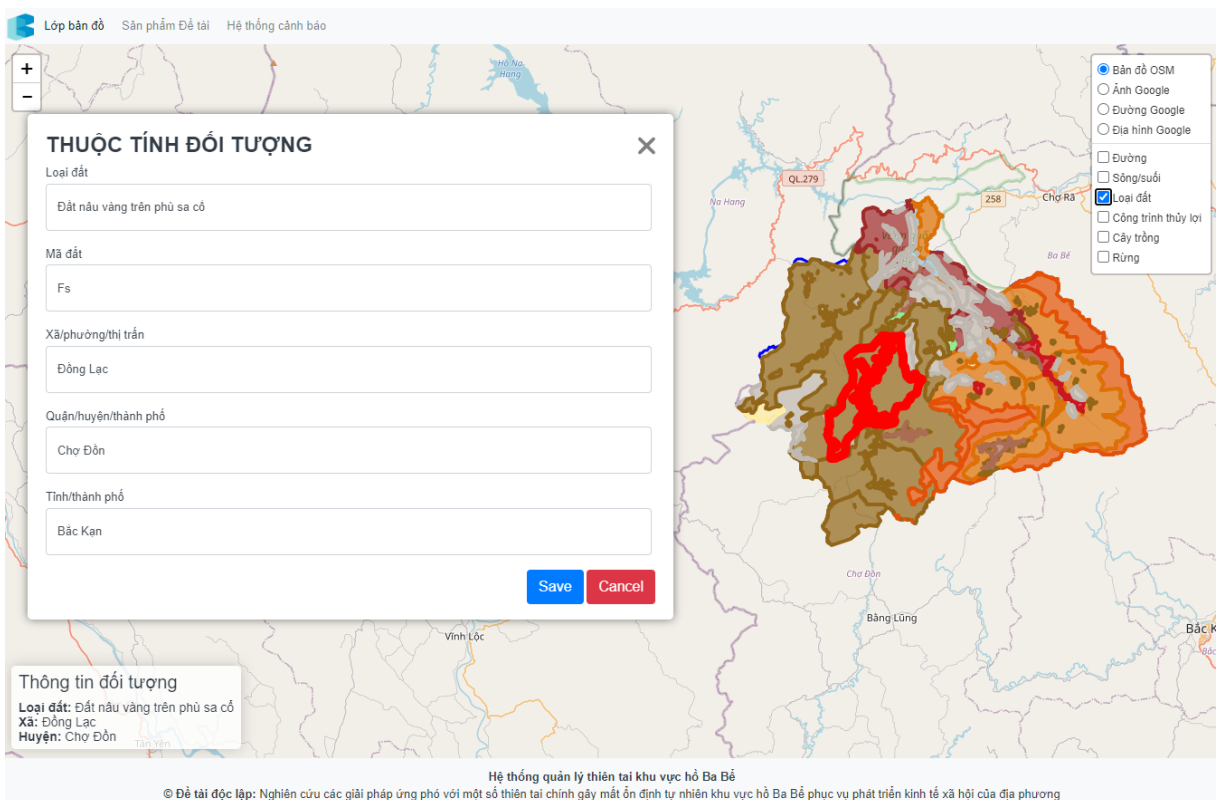 Lớp bản đồ Sản phẩm Đề tài Hệ thống cảnh báo
+
−
Hồ Na
Hang
Bản đồ OSM
Ảnh Google
Đường Google
Địa hình Google
Đường
Sông/suối
Loại đất
Công trình thủy lợi
Cây trồng
Rừng
THUỘC TÍNH ĐỐI TƯỢNG
Loại đất
Đất nâu vàng trên phù sa cổ
Mã đất
Fs
Xã/phường/thị trấn
Đồng Lạc
Quận/huyện/thành phố
Chợ Đồn
Tỉnh/thành phố
Bắc Kạn
Save Cancel
QL.279
Na Hang
258
Chợ Rã
Ba Bể
Chợ Đồn
Bằng Lũng
Bắc K
Vĩnh Lộc
Thông tin đối tượng
Loại đất: Đất nâu vàng trên phù sa cổ
Xã: Đồng Lạc
Huyện: Chợ Đồn
Tân Yên
Hệ thống quản lý thiên tai khu vực hồ Ba Bể
© Đề tài độc lập: Nghiên cứu các giải pháp ứng phó với một số thiên tai chính gây mất ổn định tự nhiên khu vực hồ Ba Bể phục vụ phát triển kinh tế xã hội của địa phương